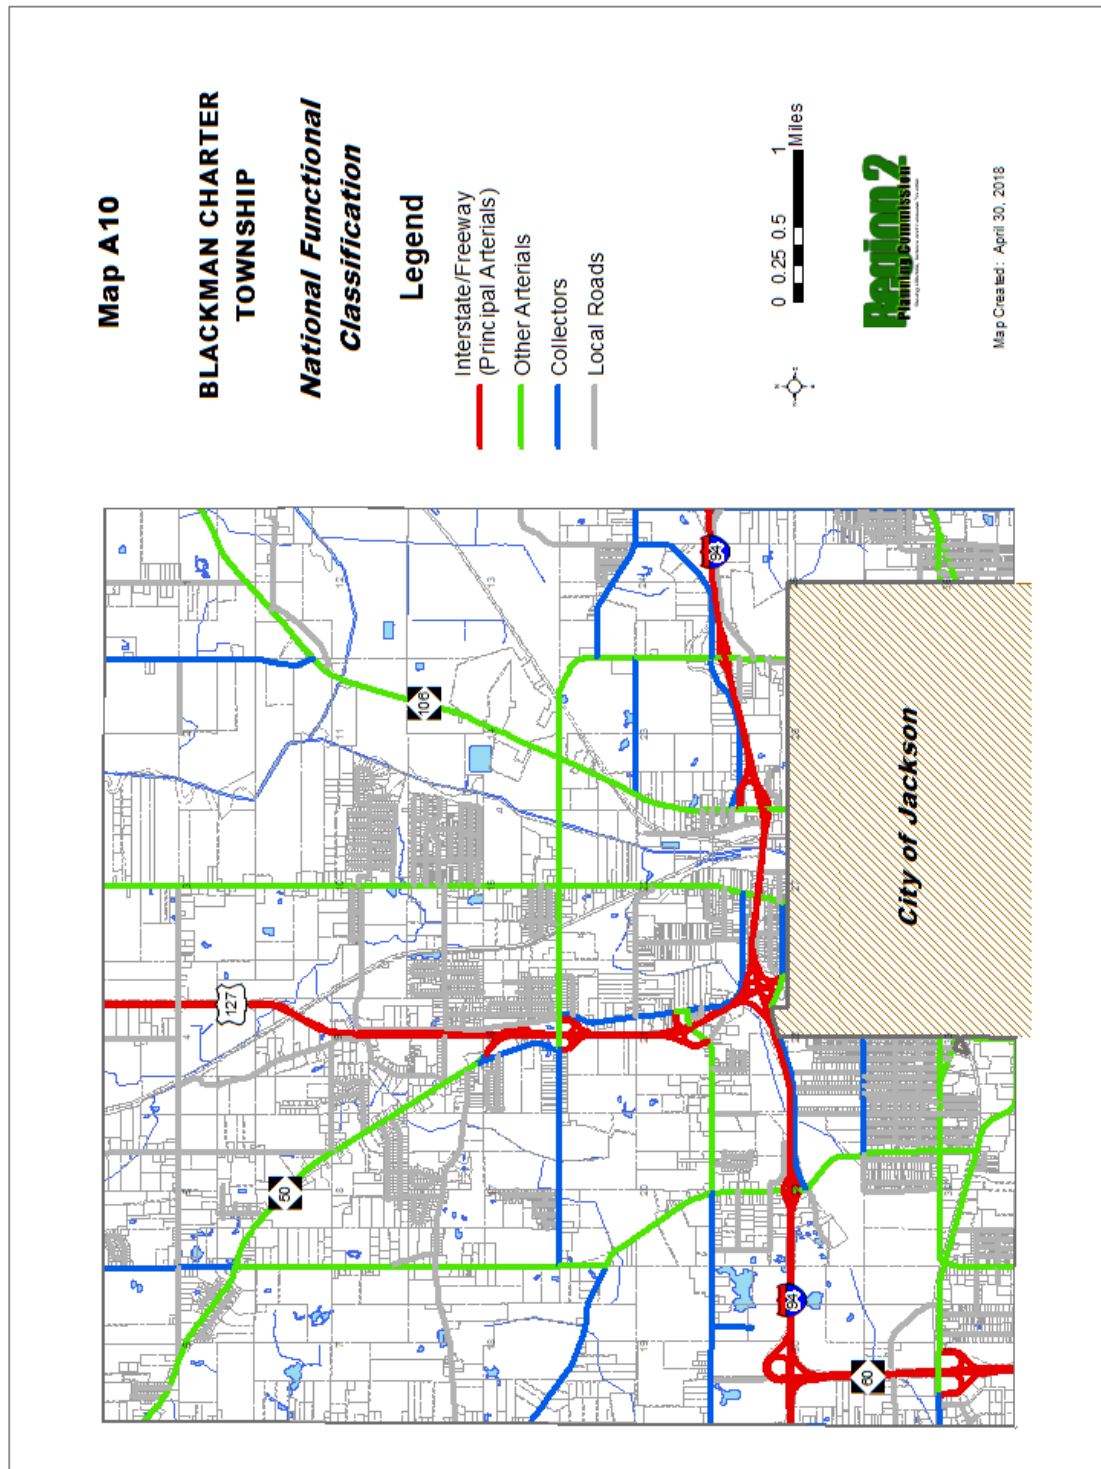 Map A10
BLACKMAN CHARTER
TOWNSHIP
National Functional
Classification
Legend
Interstate/Freeway
(Principal Arterials)
Other Arterials
Collectors
Local Roads
0 0.25 0.5 1
Miles
Region 2
Planning Commission
Map Created: April 30, 2018
127
50
106
94
94
60
City of Jackson